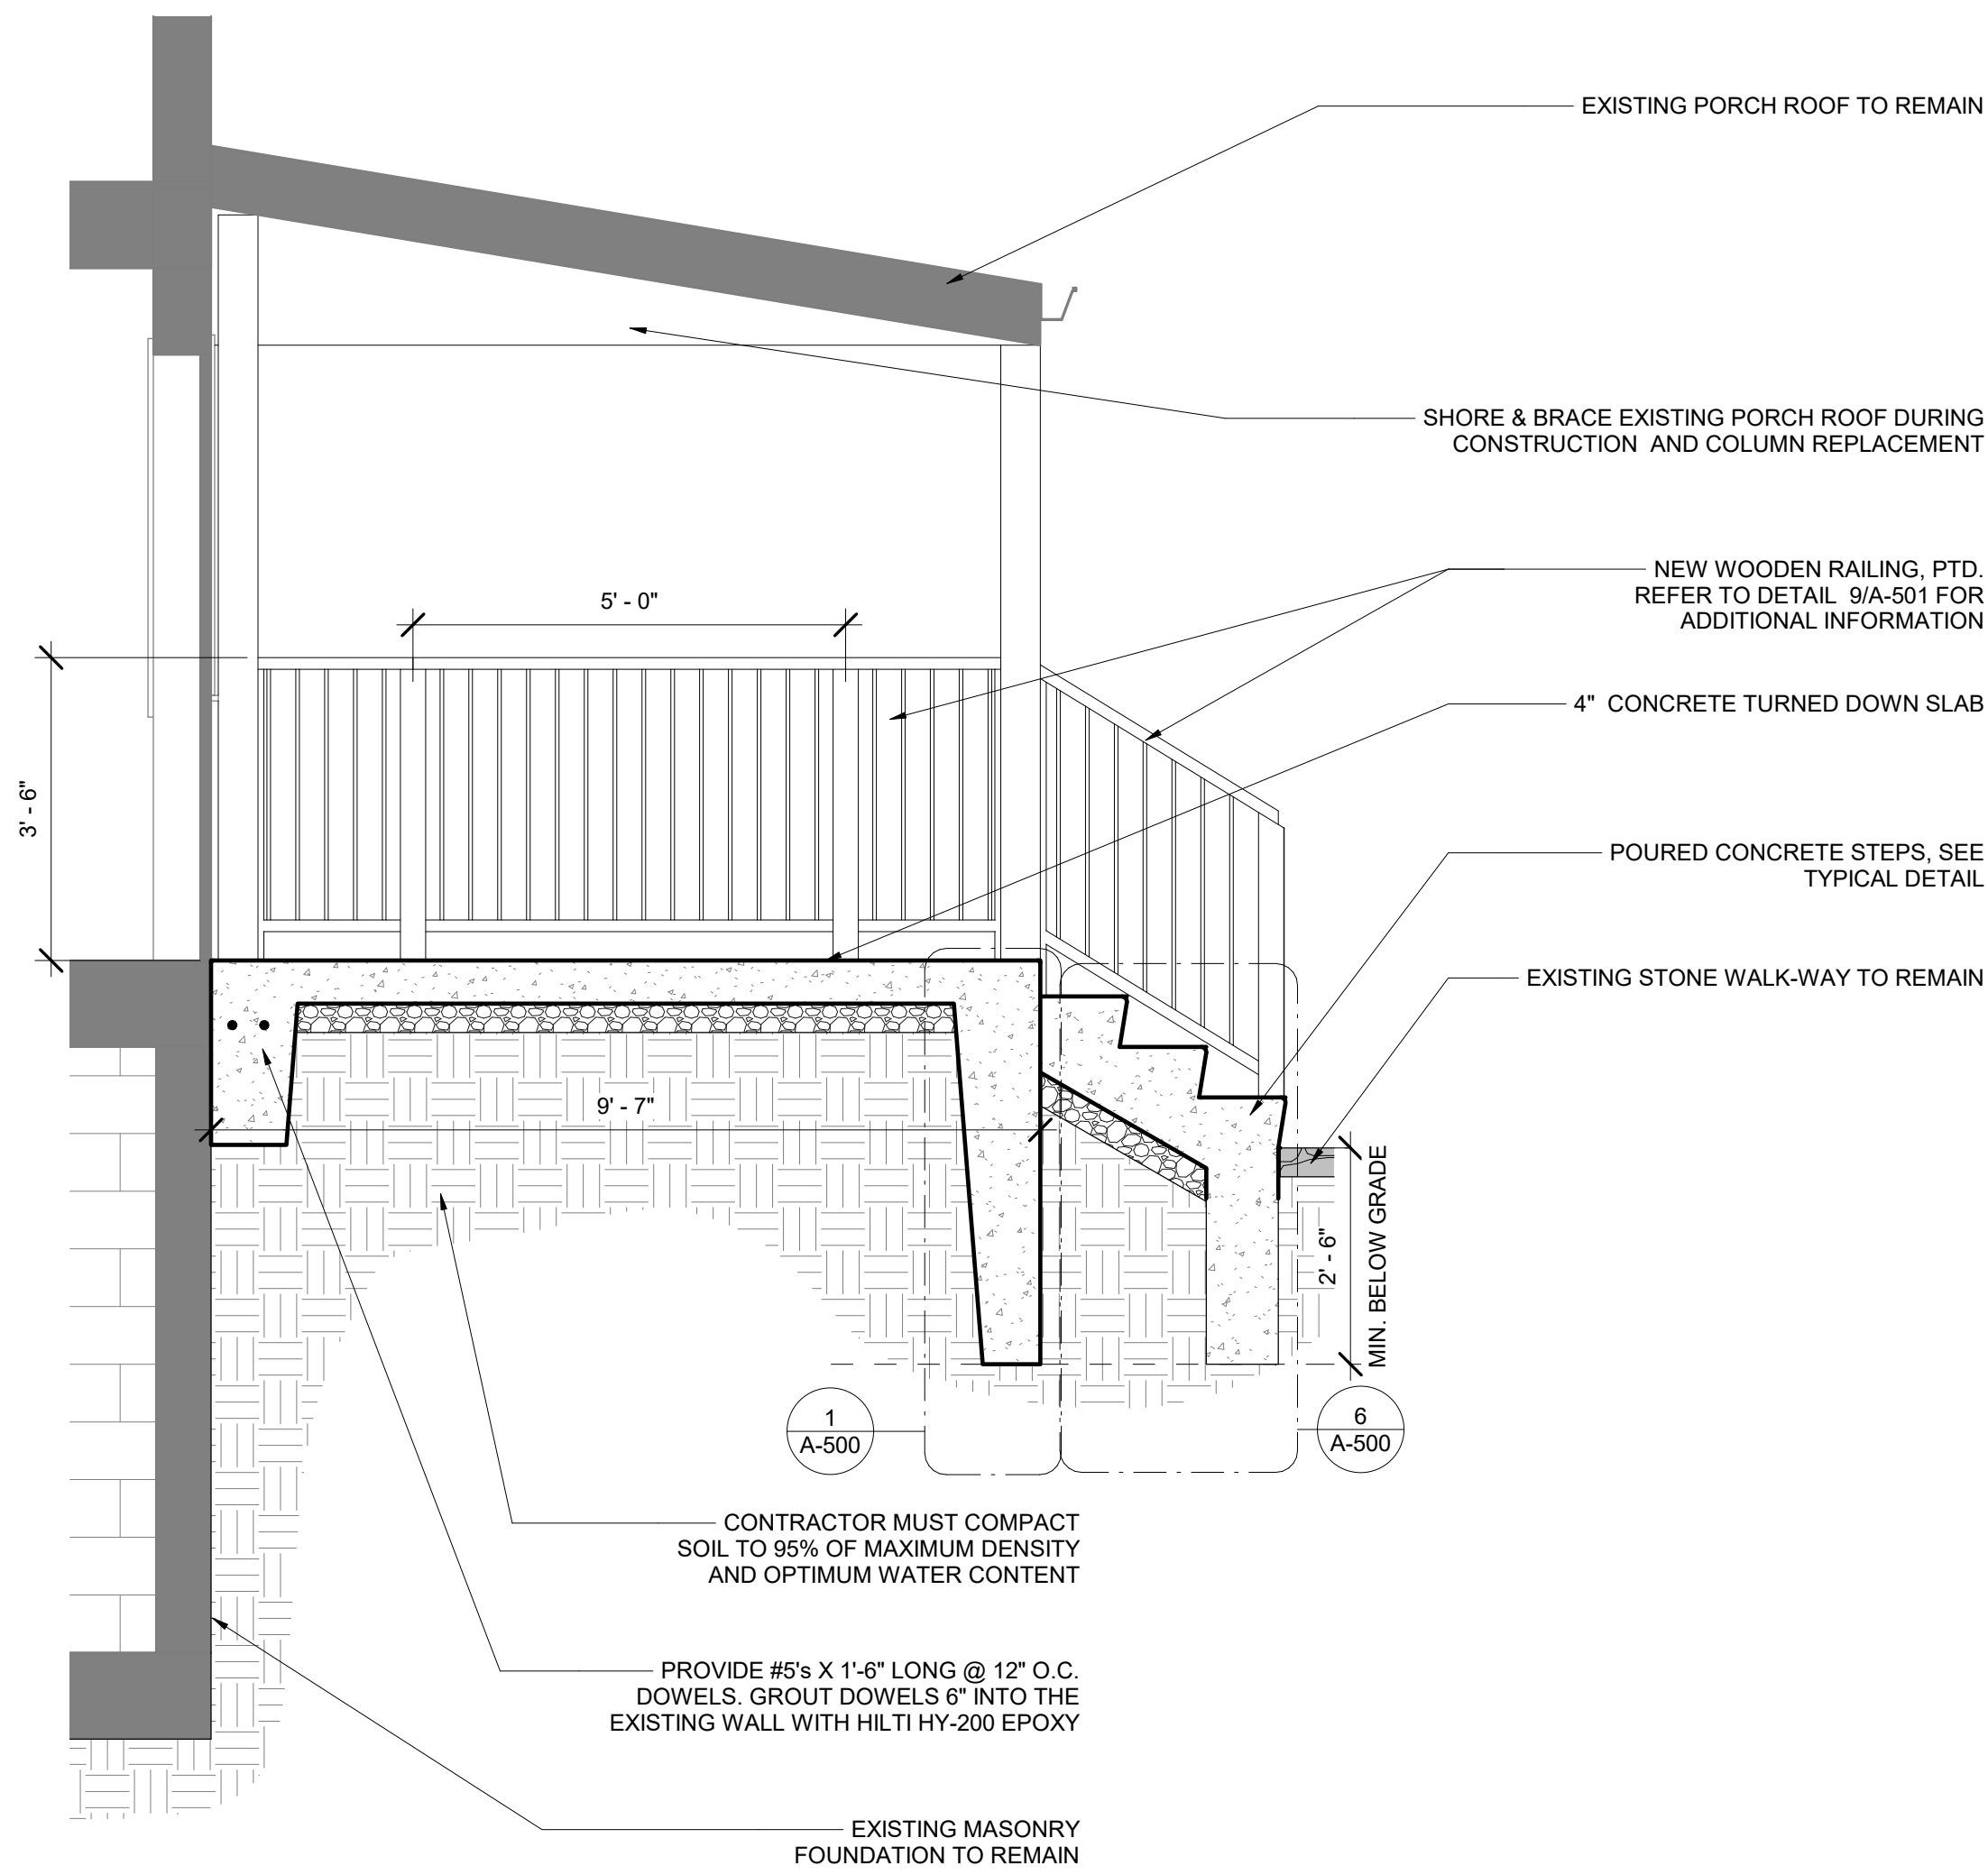 EXISTING PORCH ROOF TO REMAIN
SHORE & BRACE EXISTING PORCH ROOF DURING
CONSTRUCTION  AND COLUMN REPLACEMENT
NEW WOODEN RAILING, PTD.
REFER TO DETAIL  9/A-501 FOR
ADDITIONAL INFORMATION
5' - 0"
4"  CONCRETE TURNED DOWN SLAB
3' - 6"
POURED CONCRETE STEPS, SEE
TYPICAL DETAIL
EXISTING STONE WALK-WAY TO REMAIN
9' - 7"
2' - 6"
MIN. BELOW GRADE
1
A-500
6
A-500
CONTRACTOR MUST COMPACT
SOIL TO 95% OF MAXIMUM DENSITY
AND OPTIMUM WATER CONTENT
PROVIDE #5's X 1'-6" LONG @ 12" O.C.
DOWELS. GROUT DOWELS 6" INTO THE
EXISTING WALL WITH HILTI HY-200 EPOXY
EXISTING MASONRY
FOUNDATION TO REMAIN